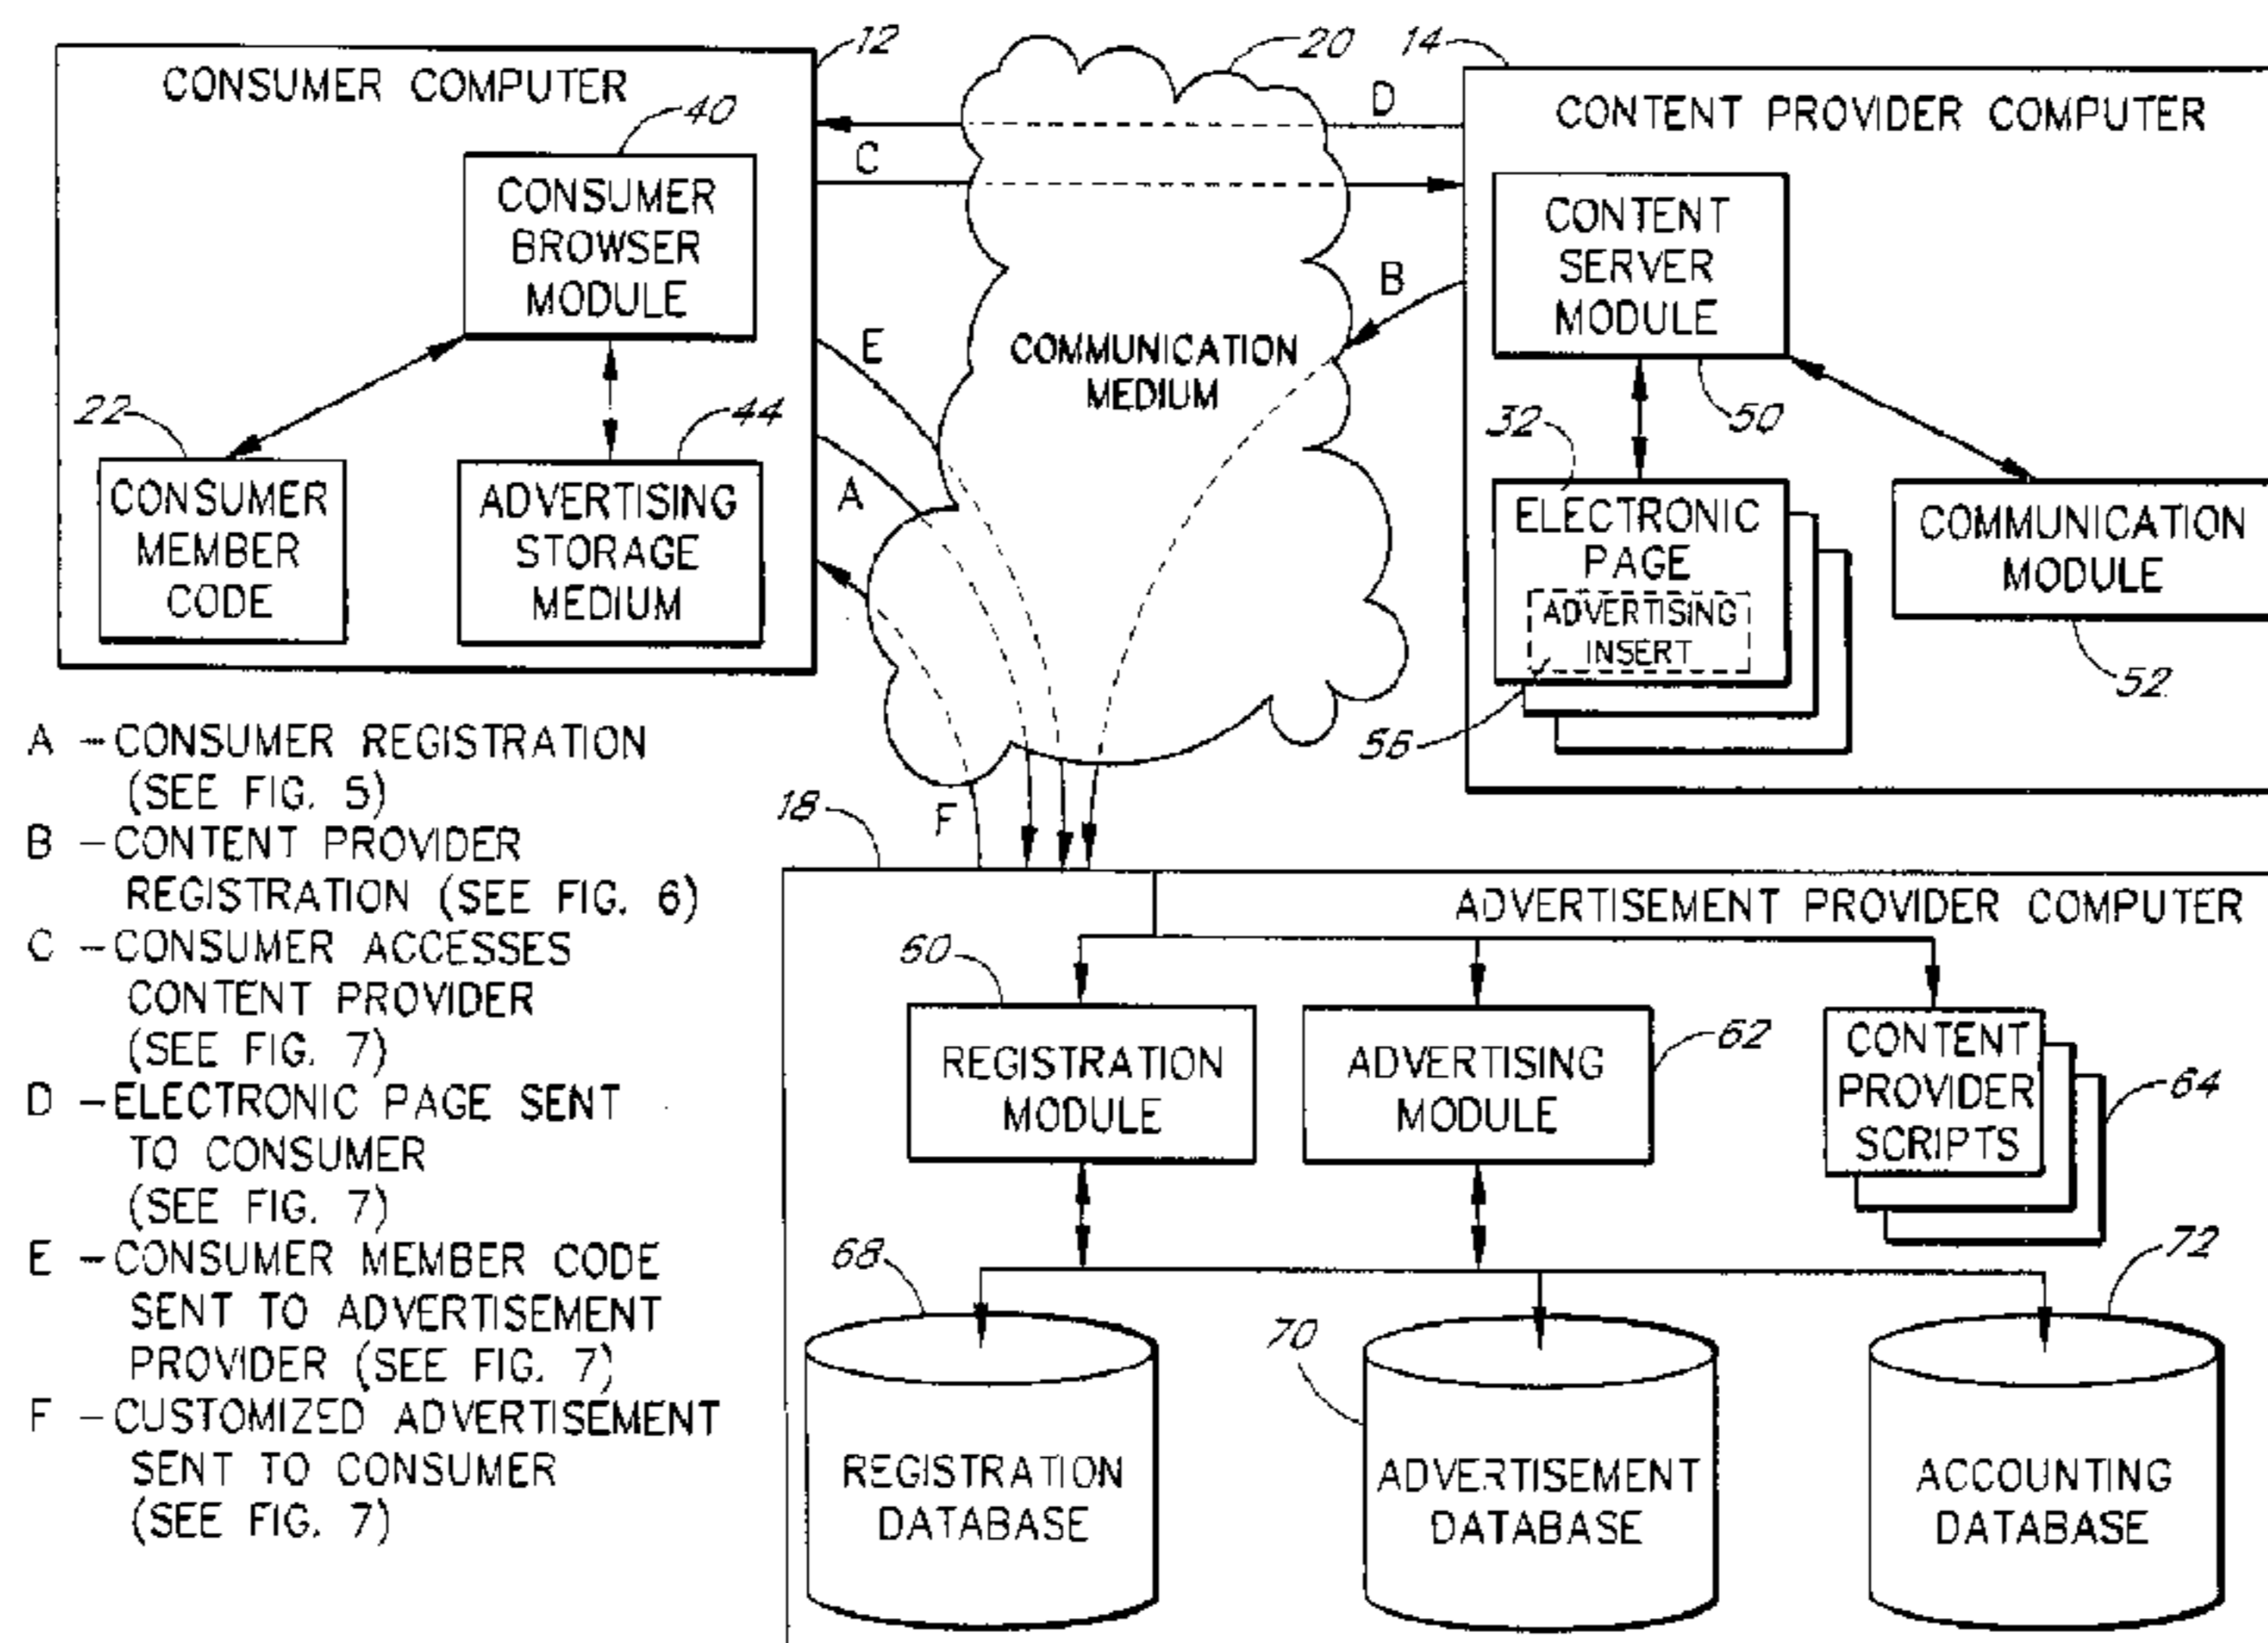 12
20
14
CONSUMER COMPUTER
40
CONSUMER
BROWSER
MODULE
22
44
CONSUMER
MEMBER
CODE
ADVERTISING
STORAGE
MEDIUM
D
C
B
E
A
F
COMMUNICATION
MEDIUM
CONTENT PROVIDER COMPUTER
CONTENT
SERVER
MODULE
50
32
ELECTRONIC
PAGE
ADVERTISING
INSERT
56
COMMUNICATION
MODULE
52
A - CONSUMER REGISTRATION
(SEE FIG. 5)
B - CONTENT PROVIDER
REGISTRATION (SEE FIG. 6)
C - CONSUMER ACCESSES
CONTENT PROVIDER
(SEE FIG. 7)
D - ELECTRONIC PAGE SENT
TO CONSUMER
(SEE FIG. 7)
E - CONSUMER MEMBER CODE
SENT TO ADVERTISEMENT
PROVIDER (SEE FIG. 7)
F - CUSTOMIZED ADVERTISEMENT
SENT TO CONSUMER
(SEE FIG. 7)
18
ADVERTISEMENT PROVIDER COMPUTER
60
REGISTRATION
MODULE
ADVERTISING
MODULE
62
CONTENT
PROVIDER
SCRIPTS
64
68
REGISTRATION
DATABASE
70
ADVERTISEMENT
DATABASE
72
ACCOUNTING
DATABASE